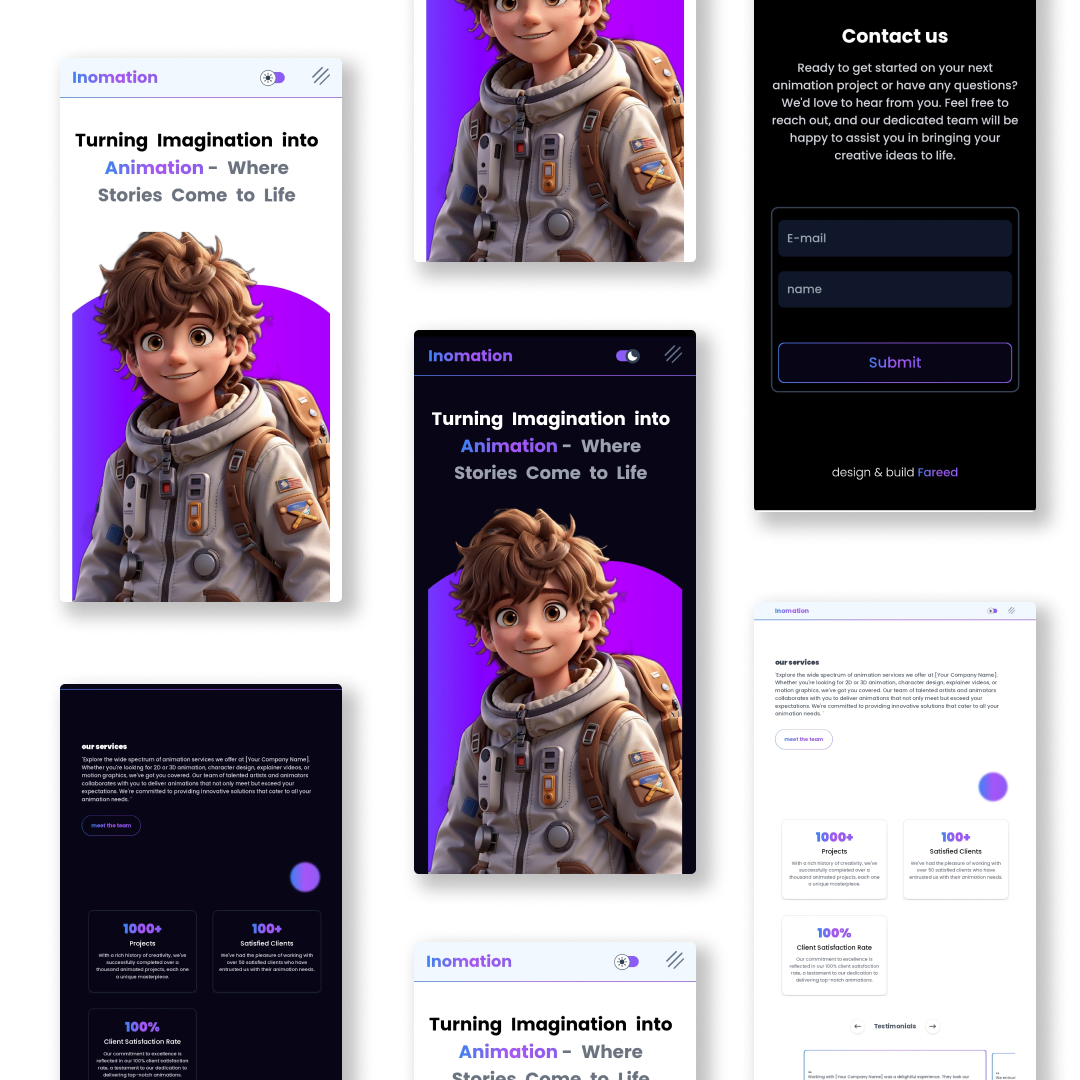 Inomation
Turning Imagination into
Animation - Where
Stories Come to Life
our services
"Explore the wide spectrum of animation services we offer at [Your Company Name].
Whether you're looking for 2D or 3D animation, character design, explainer videos, or
motion graphics, we've got you covered. Our team of talented artists and animators
collaborates with you to deliver animations that not only meet but exceed your
expectations. We're committed to providing innovative solutions that cater to all your
animation needs. "
meet the team
1000+
Projects
With a rich history of creativity, we've
successfully completed over a
thousand animated projects, each one
a unique masterpiece.
100+
Satisfied Clients
We've had the pleasure of working with
over 50 satisfied clients who have
entrusted us with their animation needs.
100%
Client Satisfaction Rate
Our commitment to excellence is
reflected in our 100% client satisfaction
rate, a testament to our dedication to
delivering top-notch animations.
Inomation
Turning Imagination into
Animation - Where
Stories Come to Life
Inomation
Turning Imagination into
Animation - Where
Stories Come to Life
Contact us
Ready to get started on your next
animation project or have any questions?
We'd love to hear from you. Feel free to
reach out, and our dedicated team will be
happy to assist you in bringing your
creative ideas to life.
E-mail
name
Submit
design & build Fareed
Inomation
our services
"Explore the wide spectrum of animation services we offer at [Your Company Name].
Whether you're looking for 2D or 3D animation, character design, explainer videos, or
motion graphics, we've got you covered. Our team of talented artists and animators
collaborates with you to deliver animations that not only meet but exceed your
expectations. We're committed to providing innovative solutions that cater to all your
animation needs. "
meet the team
1000+
Projects
With a rich history of creativity, we've
successfully completed over a
thousand animated projects, each one
a unique masterpiece.
100+
Satisfied Clients
We've had the pleasure of working with
over 50 satisfied clients who have
entrusted us with their animation needs.
100%
Client Satisfaction Rate
Our commitment to excellence is
reflected in our 100% client satisfaction
rate, a testament to our dedication to
delivering top-notch animations.
← Testimonials →
Working with [Your Company Name] was a delightful experience. They took our